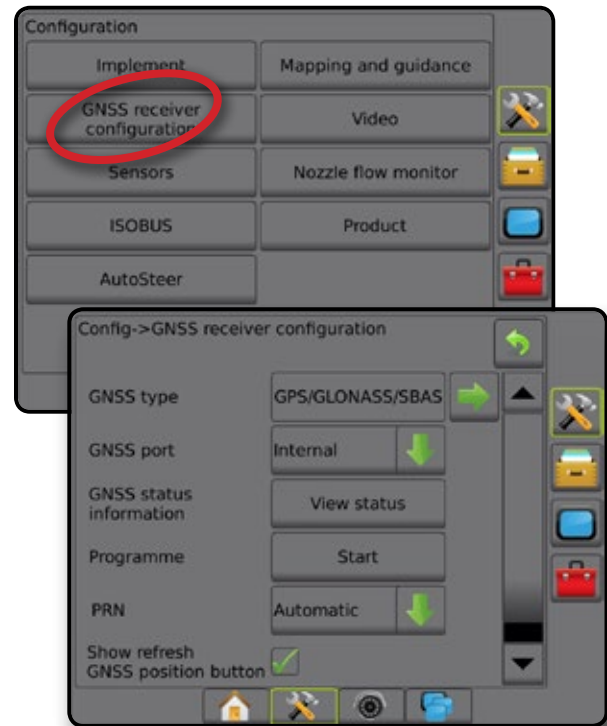 Configuration
Implement
Mapping and guidance
GNSS receiver
configuration
Video
Sensors
Nozzle flow monitor
ISOBUS
Product
AutoSteer
Config->GNSS receiver configuration
GNSS type
GPS/GLONASS/SBAS
GNSS port
Internal
GNSS status
information
View status
Programme
Start
PRN
Automatic
Show refresh
GNSS position button